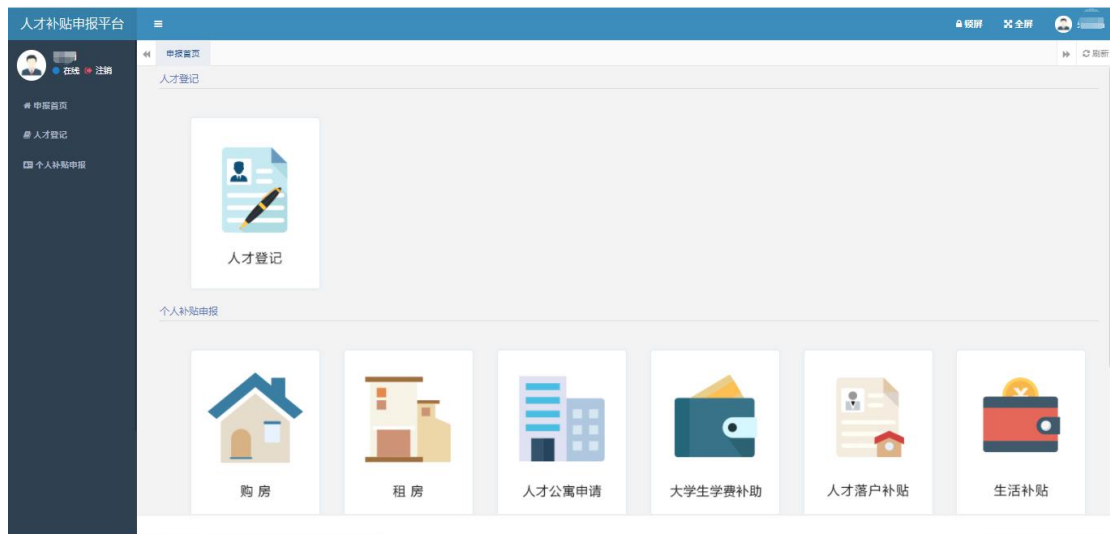 人才补贴申报平台
锁屏 全屏
在线 注销
申报首页 刷新
人才登记
申报首页
人才登记
个人补贴申报
人才登记
个人补贴申报
购 房 租 房 人才公寓申请 大学生学费补助 人才落户补贴 生活补贴